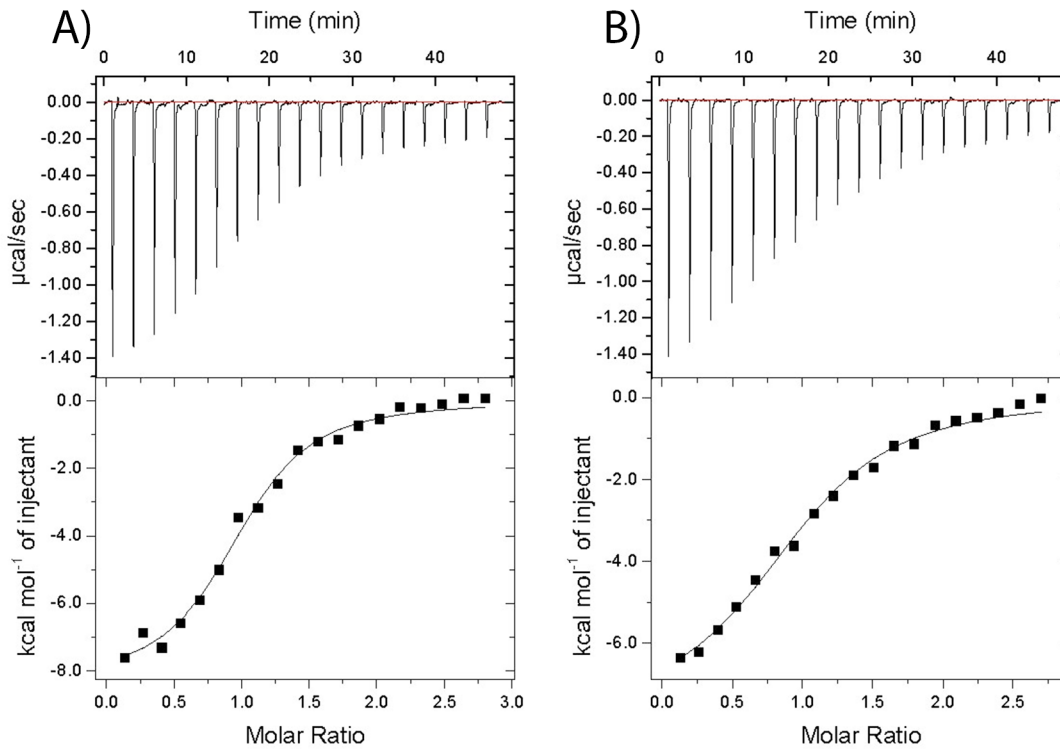 A)
Time (min)
0 10 20 30 40
0.00
-0.20
-0.40
-0.60
-0.80
-1.00
-1.20
-1.40
µcal/sec
0.0
-2.0
-4.0
-6.0
-8.0
kcal mol⁻¹ of injectant
0.0 0.5 1.0 1.5 2.0 2.5 3.0
Molar Ratio
B)
Time (min)
0 10 20 30 40
0.00
-0.20
-0.40
-0.60
-0.80
-1.00
-1.20
-1.40
µcal/sec
0.0
-2.0
-4.0
-6.0
kcal mol⁻¹ of injectant
0.0 0.5 1.0 1.5 2.0 2.5
Molar Ratio